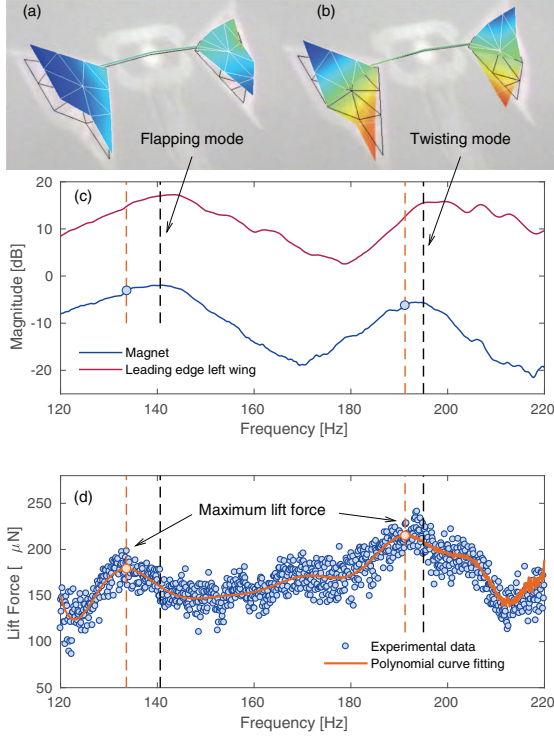 (a)
(b)
Flapping mode
Twisting mode
(c)
20
10
0
-10
-20
Magnitude [dB]
Magnet
Leading edge left wing
120
140
160
180
200
220
Frequency [Hz]
(d)
250
200
150
100
50
Lift Force [ μN]
Maximum lift force
Experimental data
Polynomial curve fitting
120
140
160
180
200
220
Frequency [Hz]